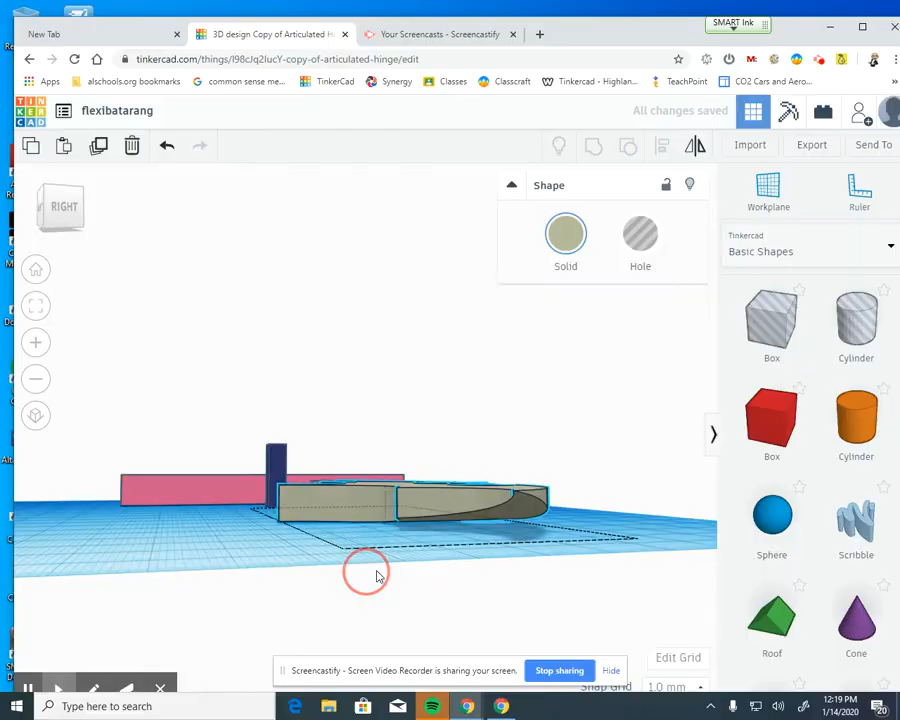 SMART Ink
New Tab
3D design Copy of Articulated H
Your Screencasts - Screencastify
tinkercad.com/things/l98cJq2IucY-copy-of-articulated-hinge/edit
Apps
alschools.org bookmarks
common sense me
TinkerCad
Synergy
Classes
Classcraft
Tinkercad - Highlan...
TeachPoint
CO2 Cars and Aero...
TIN
KER
CAD
flexibatarang
All changes saved
Import
Export
Send To
RIGHT
Shape
Solid
Hole
Workplane
Ruler
Tinkercad
Basic Shapes
Box
Cylinder
Box
Cylinder
Sphere
Scribble
Roof
Cone
Edit Grid
Snap Grid
1.0 mm
Screencastify - Screen Video Recorder is sharing your screen.
Stop sharing
Hide
Type here to search
12:19 PM
1/14/2020
20